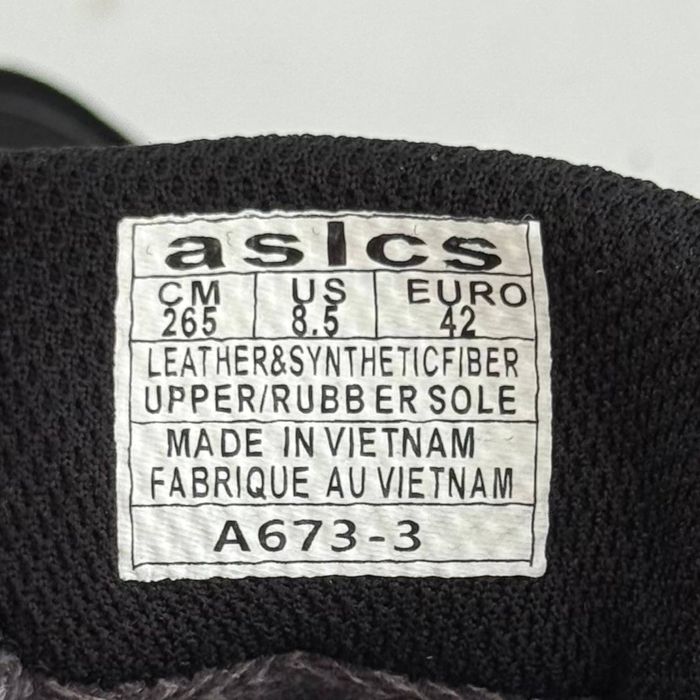 asics
CM US EURO
265 8.5 42
LEATHER&SYNTHETICFIBER
UPPER/RUBBER SOLE
MADE IN VIETNAM
FABRIQUE AU VIETNAM
A673-3